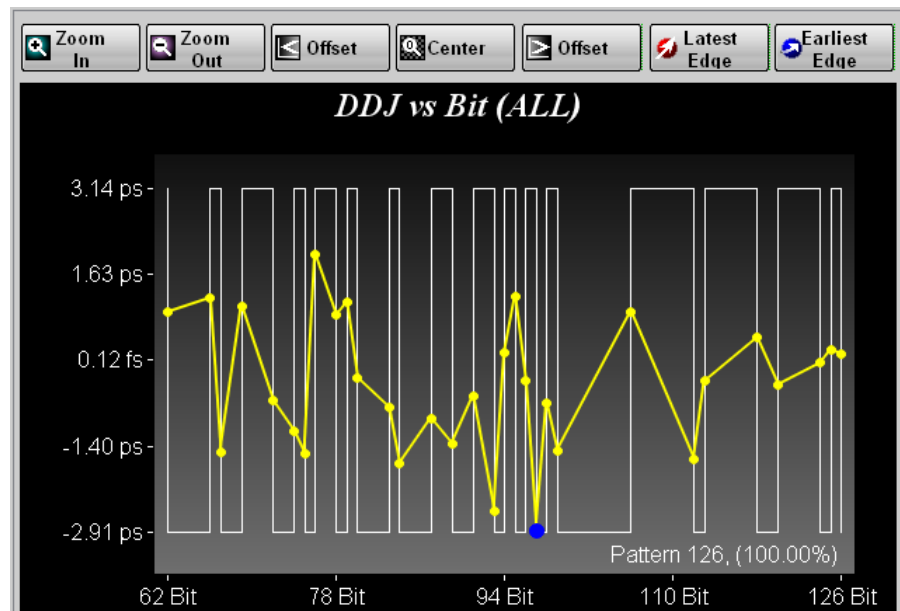 Zoom In
Zoom Out
Offset
Center
Offset
Latest Edge
Earliest Edge
DDJ vs Bit (ALL)
3.14 ps
1.63 ps
0.12 fs
-1.40 ps
-2.91 ps
Pattern 126, (100.00%)
62 Bit
78 Bit
94 Bit
110 Bit
126 Bit